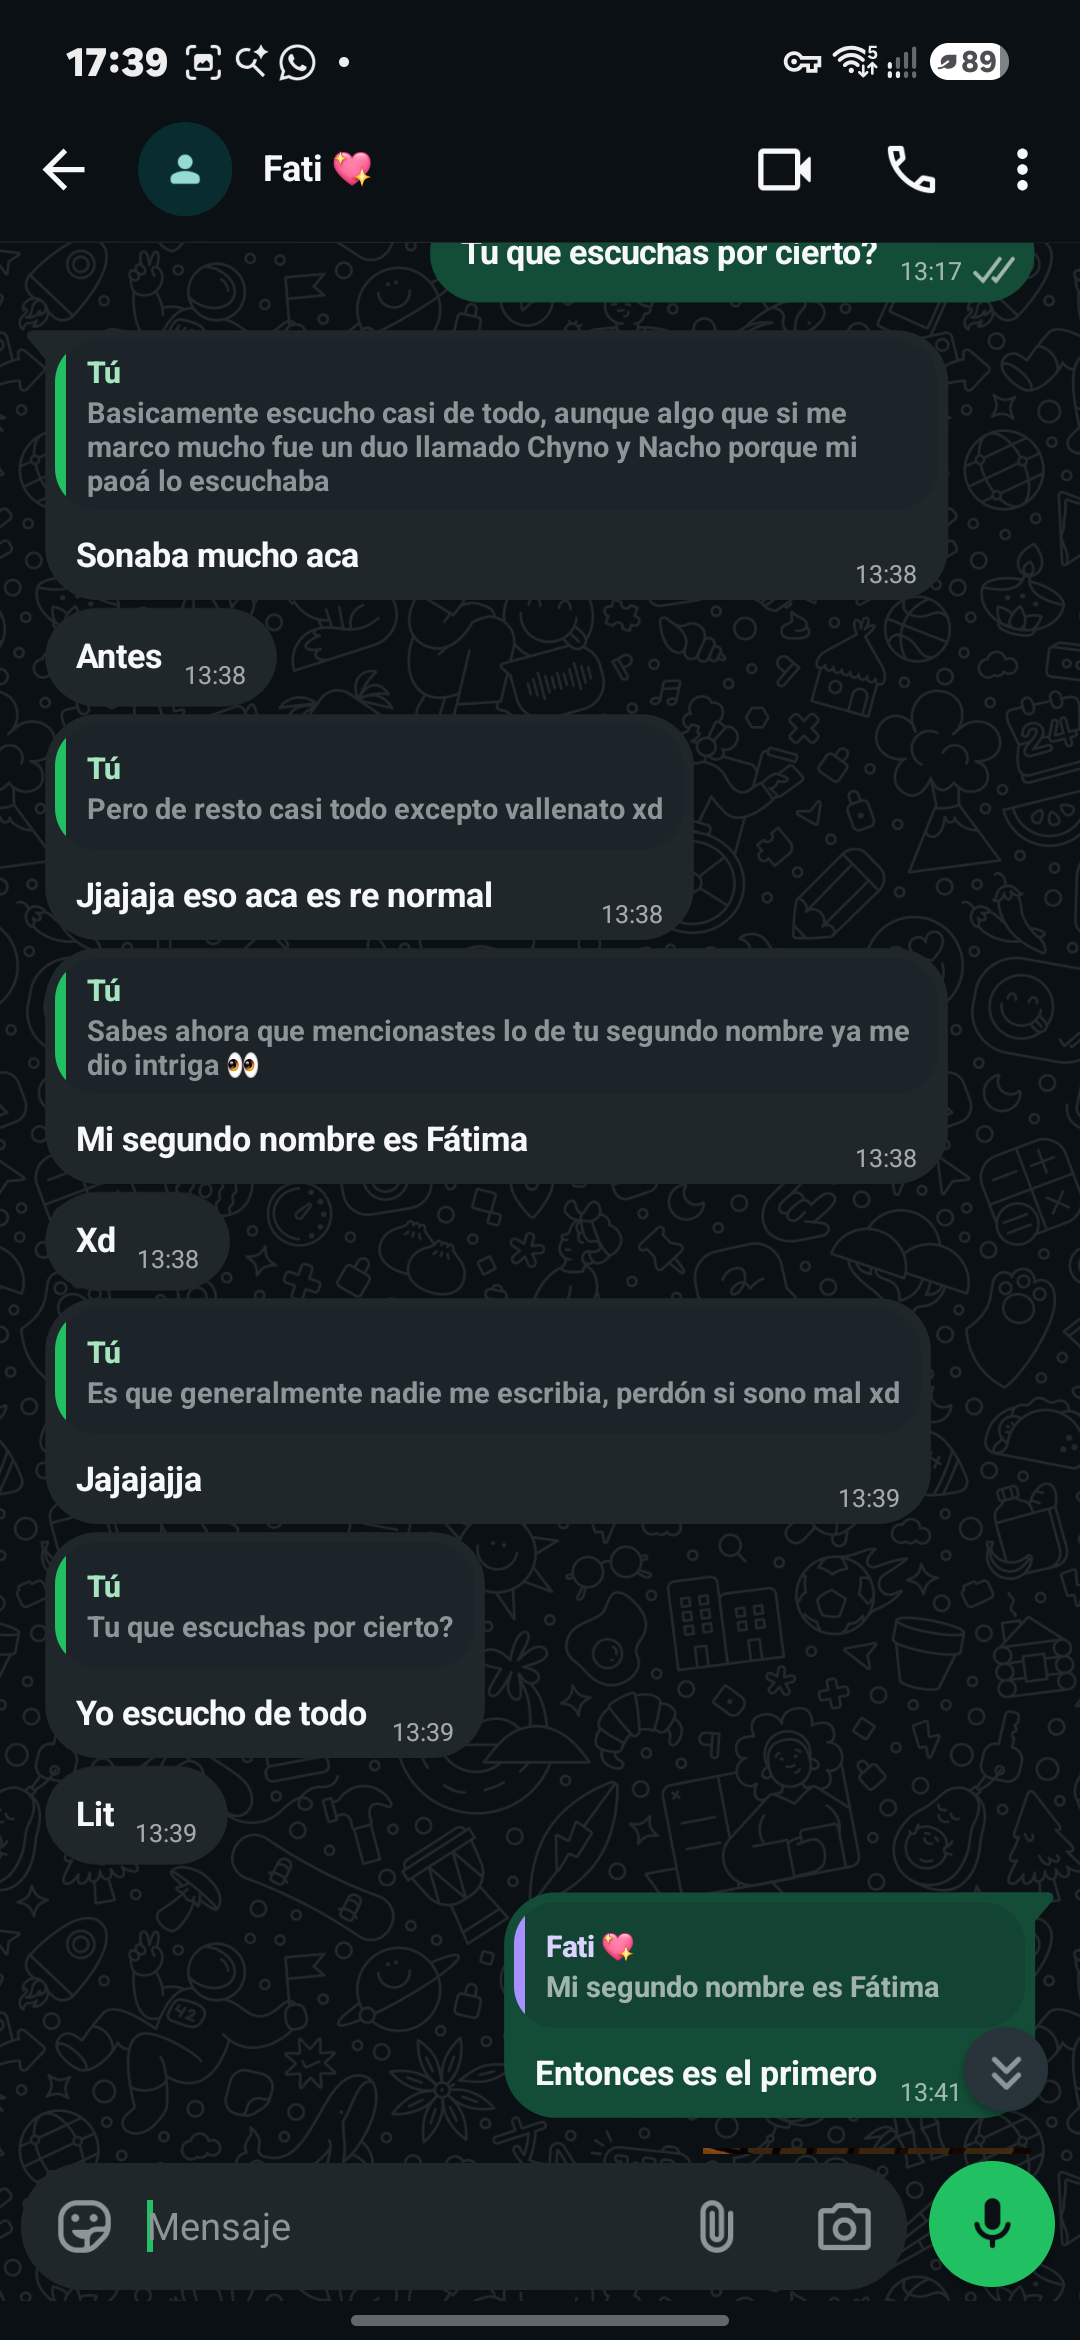 17:39
5
89
Fati 💖
Tu que escuchas por cierto?
13:17
Tú
Basicamente escucho casi de todo, aunque algo que si me
marco mucho fue un duo llamado Chyno y Nacho porque mi
paoá lo escuchaba
Sonaba mucho aca
13:38
Antes
13:38
Tú
Pero de resto casi todo excepto vallenato xd
Jjajaja eso aca es re normal
13:38
Tú
Sabes ahora que mencionastes lo de tu segundo nombre ya me
dio intriga 👀
Mi segundo nombre es Fátima
13:38
Xd
13:38
Tú
Es que generalmente nadie me escribia, perdón si sono mal xd
Jajajajja
13:39
Tú
Tu que escuchas por cierto?
Yo escucho de todo
13:39
Lit
13:39
Fati 💖
Mi segundo nombre es Fátima
Entonces es el primero
13:41
Mensaje